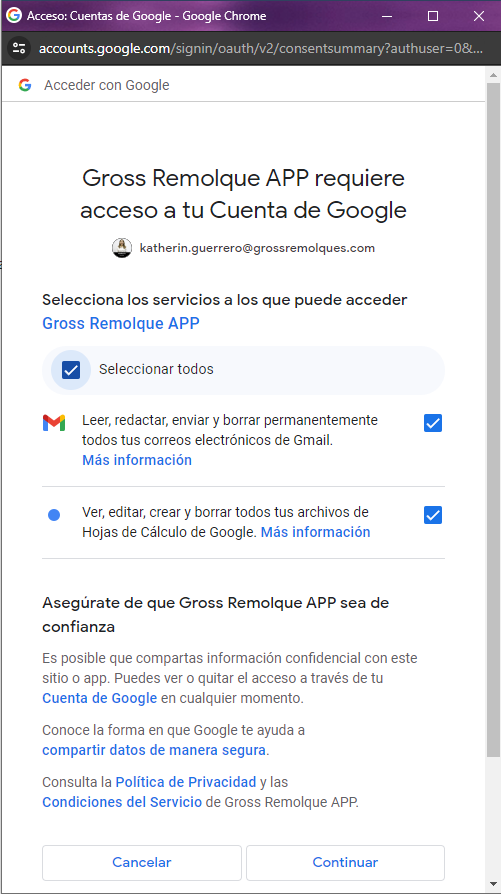 Acceso: Cuentas de Google - Google Chrome
accounts.google.com/signin/oauth/v2/consentsummary?authuser=0&...
Acceder con Google
Gross Remolque APP requiere
acceso a tu Cuenta de Google
katherin.guerrero@grossremolques.com
Selecciona los servicios a los que puede acceder
Gross Remolque APP
Seleccionar todos
Leer, redactar, enviar y borrar permanentemente
todos tus correos electrónicos de Gmail.
Más información
Ver, editar, crear y borrar todos tus archivos de
Hojas de Cálculo de Google. Más información
Asegúrate de que Gross Remolque APP sea de
confianza
Es posible que compartas información confidencial con este
sitio o app. Puedes ver o quitar el acceso a través de tu
Cuenta de Google en cualquier momento.
Conoce la forma en que Google te ayuda a
compartir datos de manera segura.
Consulta la Política de Privacidad y las
Condiciones del Servicio de Gross Remolque APP.
Cancelar
Continuar